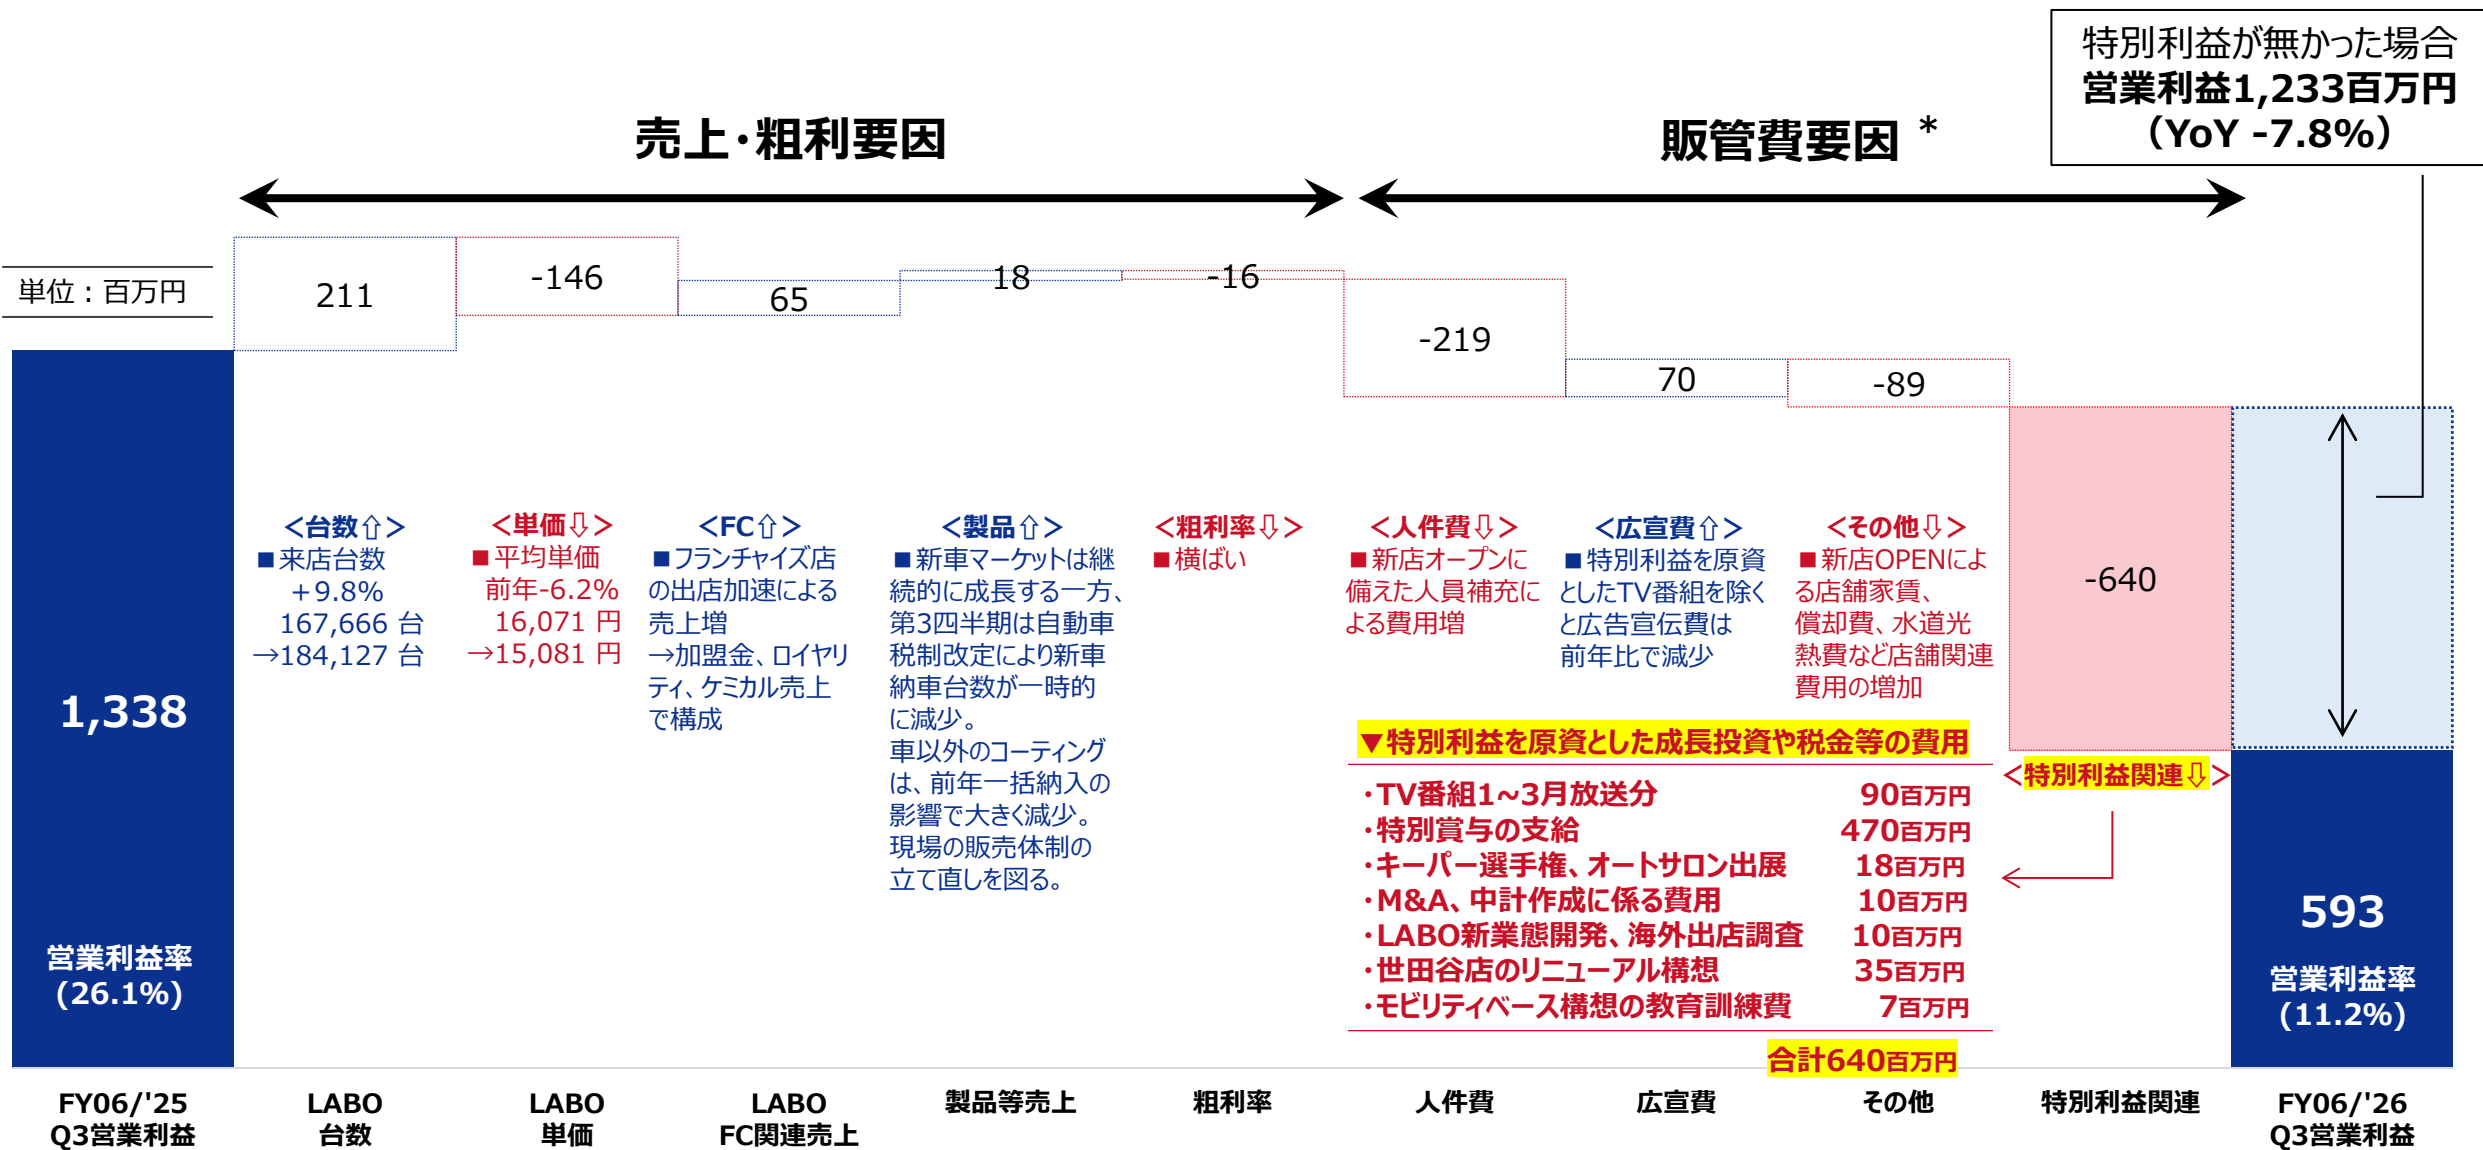 特別利益が無かった場合
営業利益1,233百万円
（YoY -7.8%）
売上・粗利要因
販管費要因 *
単位：百万円
211
-146
65
18
-16
-219
70
-89
-640
1,338
営業利益率
(26.1%)
＜台数⇧＞
■来店台数
＋9.8%
167,666 台
→184,127 台
＜単価⇩＞
■平均単価
前年-6.2%
16,071 円
→15,081 円
＜FC⇧＞
■フランチャイズ店
の出店加速による
売上増
→加盟金、ロイヤリ
ティ、ケミカル売上
で構成
＜製品⇧＞
■新車マーケットは継
続的に成長する一方、
第3四半期は自動車
税制改定により新車
納車台数が一時的
に減少。
車以外のコーティング
は、前年一括納入の
影響で大きく減少。
現場の販売体制の
立て直しを図る。
＜粗利率⇩＞
■横ばい
＜人件費⇩＞
■新店オープンに
備えた人員補充に
よる費用増
＜広宣費⇧＞
■特別利益を原資
としたTV番組を除く
と広告宣伝費は
前年比で減少
＜その他⇩＞
■新店OPENによ
る店舗家賃、
償却費、水道光
熱費など店舗関連
費用の増加
▼特別利益を原資とした成長投資や税金等の費用
・TV番組1~3月放送分 90百万円
・特別賞与の支給 470百万円
・キーパー選手権、オートサロン出展 18百万円
・M&A、中計作成に係る費用 10百万円
・LABO新業態開発、海外出店調査 10百万円
・世田谷店のリニューアル構想 35百万円
・モビリティベース構想の教育訓練費 7百万円
合計640百万円
＜特別利益関連⇩＞
593
営業利益率
(11.2%)
FY06/'25
Q3営業利益
LABO
台数
LABO
単価
LABO
FC関連売上
製品等売上
粗利率
人件費
広宣費
その他
特別利益関連
FY06/'26
Q3営業利益